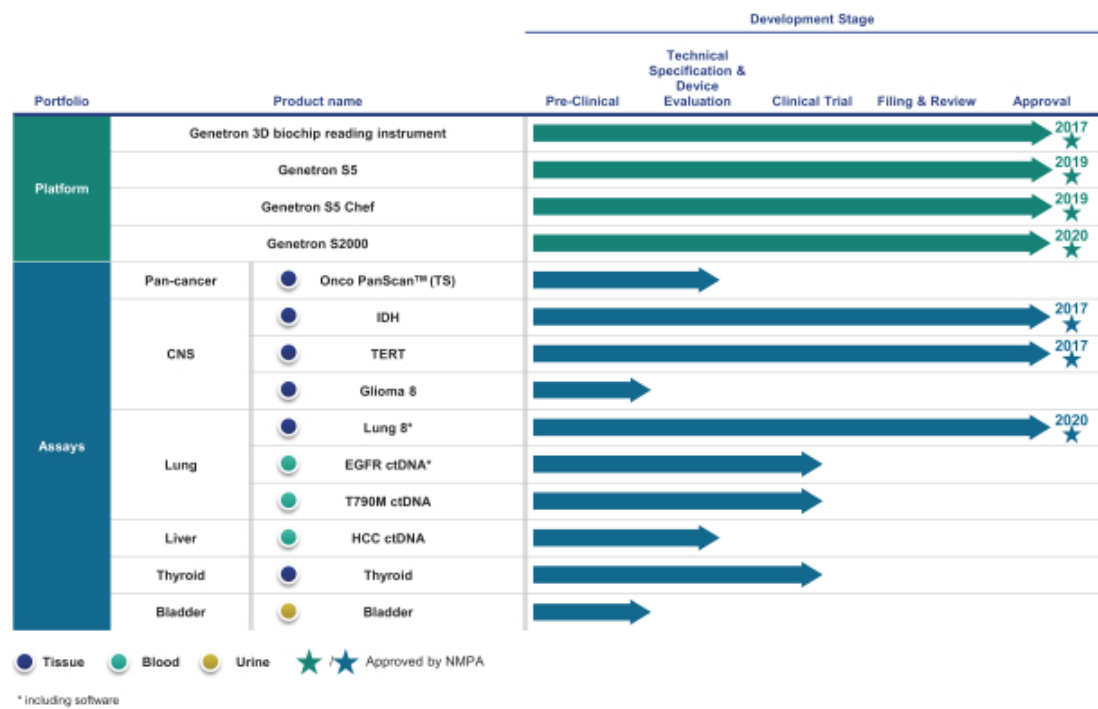 Development Stage
Portfolio
Product name
Pre-Clinical
Technical
Specification &
Device
Evaluation
Clinical Trial
Filing & Review
Approval
Platform
Genetron 3D biochip reading instrument
2017
Genetron S5
2019
Genetron S5 Chef
2019
Genetron S2000
2020
Assays
Pan-cancer
Onco PanScan™ (TS)
CNS
IDH
2017
TERT
2017
Glioma 8
Lung
Lung 8*
2020
EGFR ctDNA*
T790M ctDNA
Liver
HCC ctDNA
Thyroid
Thyroid
Bladder
Bladder
Tissue
Blood
Urine
/
Approved by NMPA
* including software